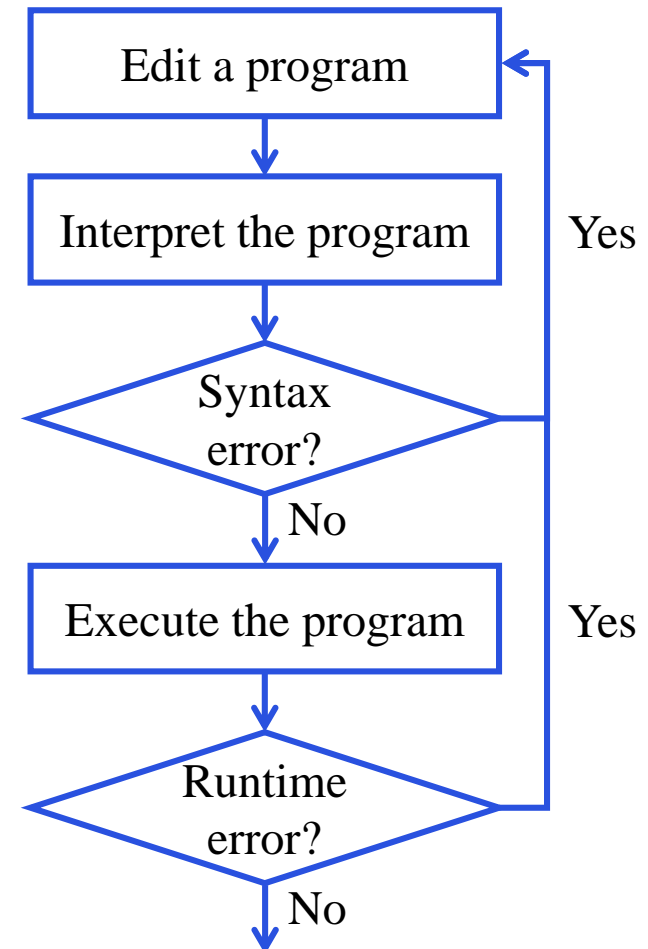 Edit a program
Interpret the program
Yes
Syntax
error?
No
Execute the program
Yes
Runtime
error?
No